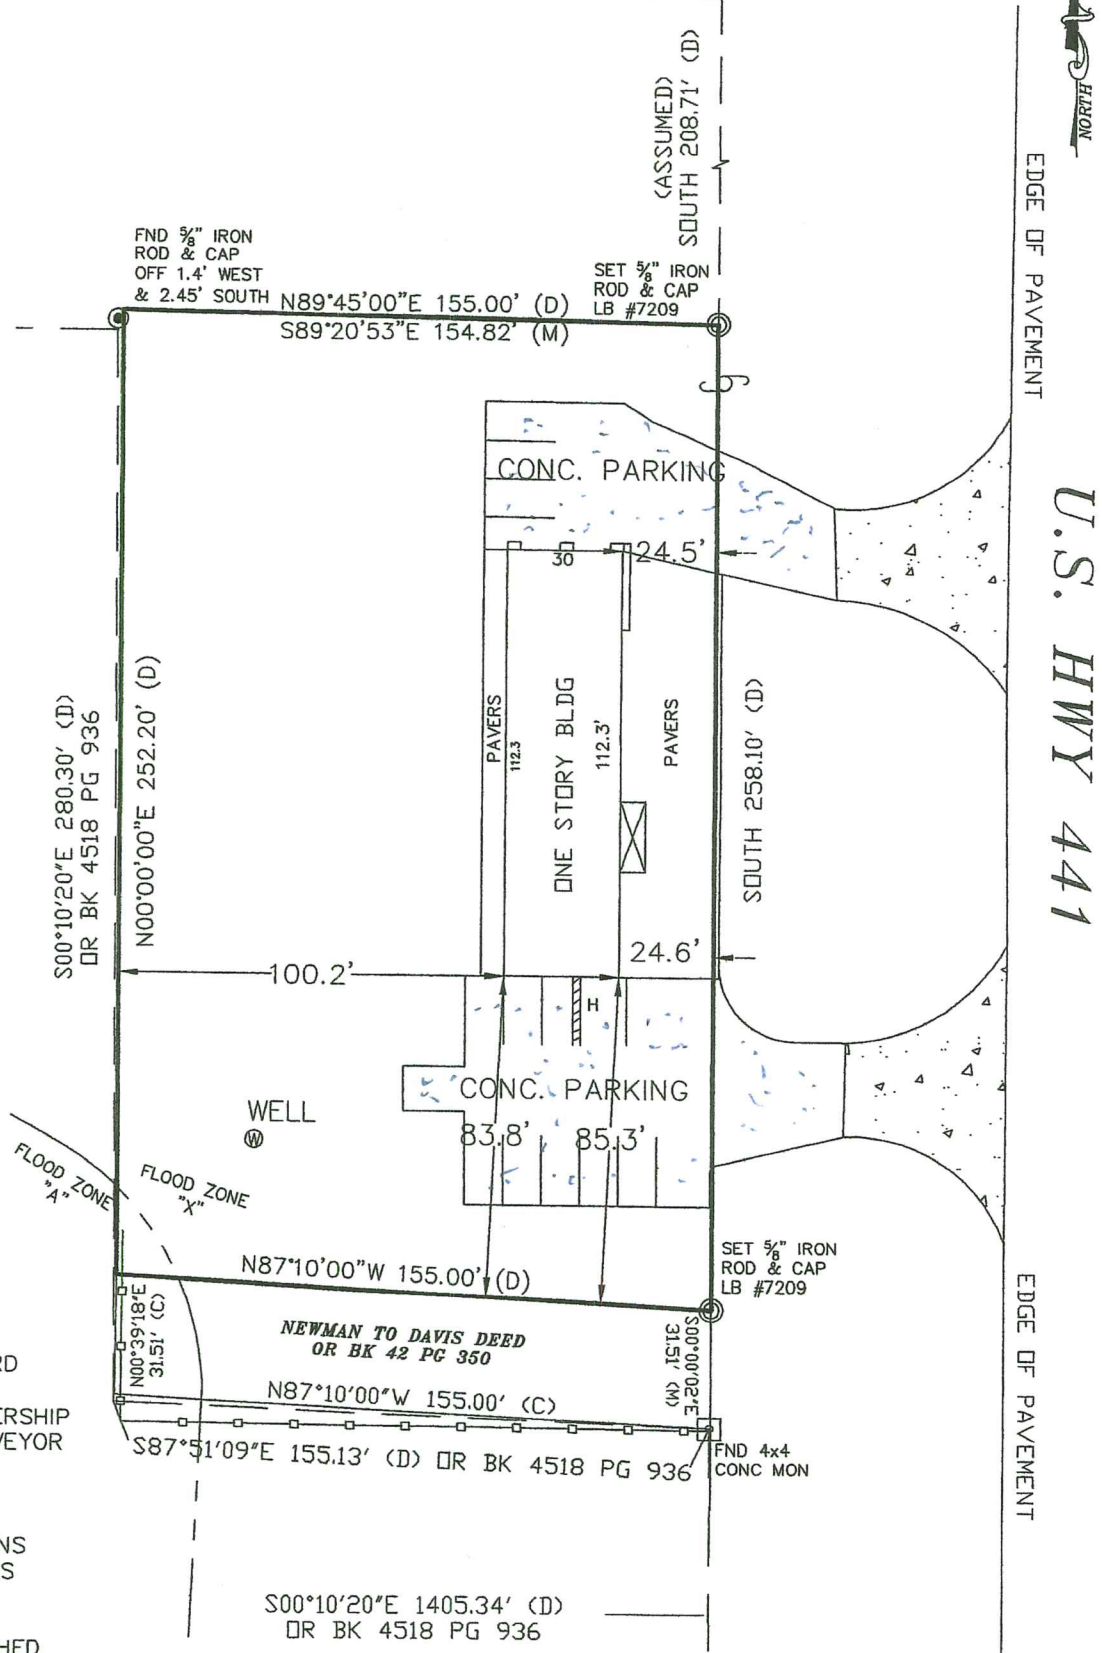 NORTH
EDGE OF PAVEMENT
U.S. HWY 441
(ASSUMED)
SOUTH 208.71' (D)
FND 5/8" IRON
ROD & CAP
OFF 1.4' WEST
& 2.45' SOUTH
SET 5/8" IRON
ROD & CAP
LB #7209
N89°45'00"E 155.00' (D)
S89°20'53"E 154.82' (M)
CONC. PARKING
30
24.5'
PAVERS
112.3
ONE STORY BLDG
112.3'
PAVERS
SOUTH 258.10' (D)
S00°10'20"E 280.30' (D)
OR BK 4518 PG 936
N00°00'00"E 252.20' (D)
24.6'
100.2'
H
CONC. PARKING
WELL
W
83.8'
85.3'
FLOOD ZONE
"A"
FLOOD ZONE
"X"
SET 5/8" IRON
ROD & CAP
LB #7209
N87°10'00"W 155.00' (D)
N00°39'18"E
31.51' (C)
NEWMAN TO DAVIS DEED
OR BK 42 PG 350
S00°00'02"E
31.51' (M)
N87°10'00"W 155.00' (C)
S87°51'09"E 155.13' (D) OR BK 4518 PG 936
FND 4x4
CONC MON
EDGE OF PAVEMENT
RD
ERSHIP
VEYOR
NS
S
HED
S00°10'20"E 1405.34' (D)
OR BK 4518 PG 936